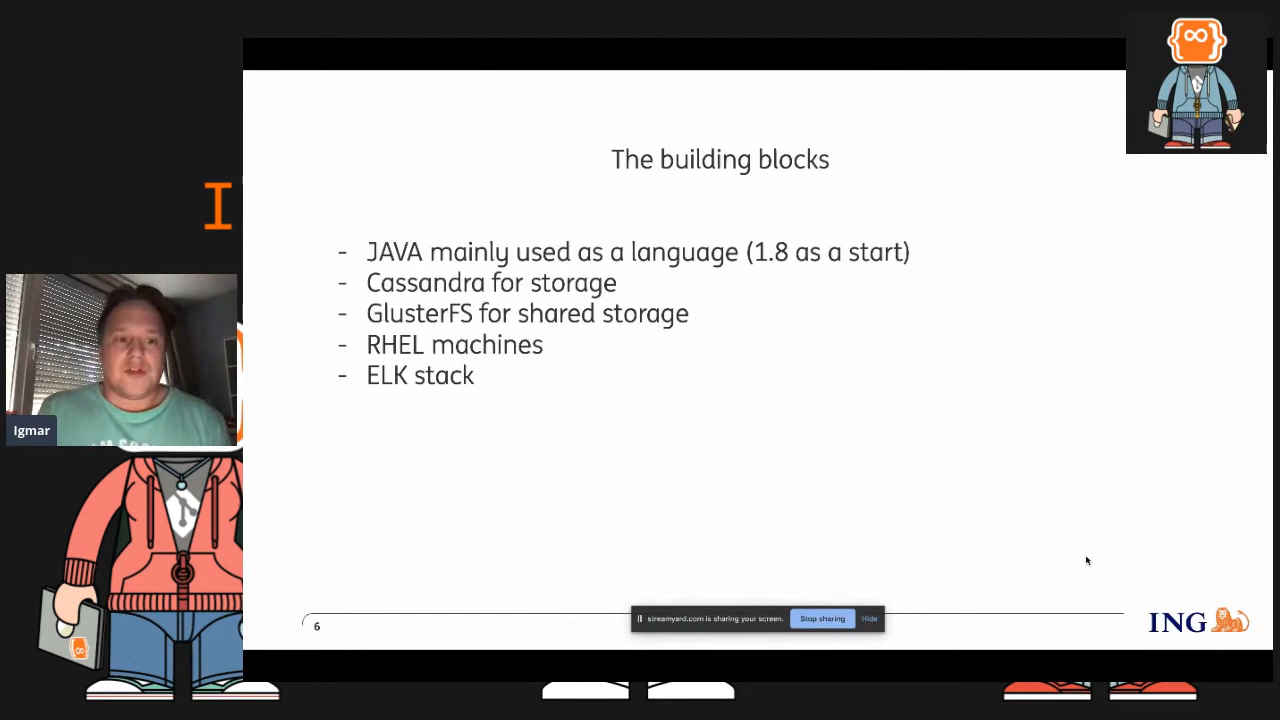 The building blocks
- JAVA mainly used as a language (1.8 as a start)
- Cassandra for storage
- GlusterFS for shared storage
- RHEL machines
- ELK stack
I
Igmar
6
streamyard.com is sharing your screen.
Stop sharing
Hide
ING